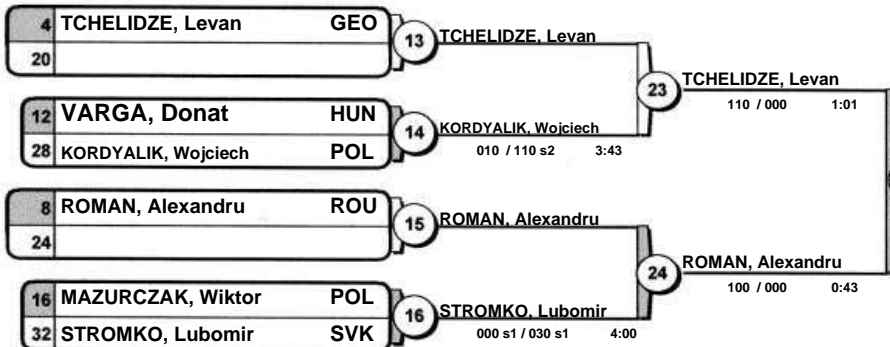 4 TCHELIDZE, Levan GEO
20
13 TCHELIDZE, Levan
12 VARGA, Donat HUN
28 KORDYALIK, Wojciech POL
14 KORDYALIK, Wojciech
010 / 110 s2 3:43
23 TCHELIDZE, Levan
110 / 000 1:01
8 ROMAN, Alexandru ROU
24
15 ROMAN, Alexandru
16 MAZURCZAK, Wiktor POL
32 STROMKO, Lubomir SVK
16 STROMKO, Lubomir
000 s1 / 030 s1 4:00
24 ROMAN, Alexandru
100 / 000 0:43